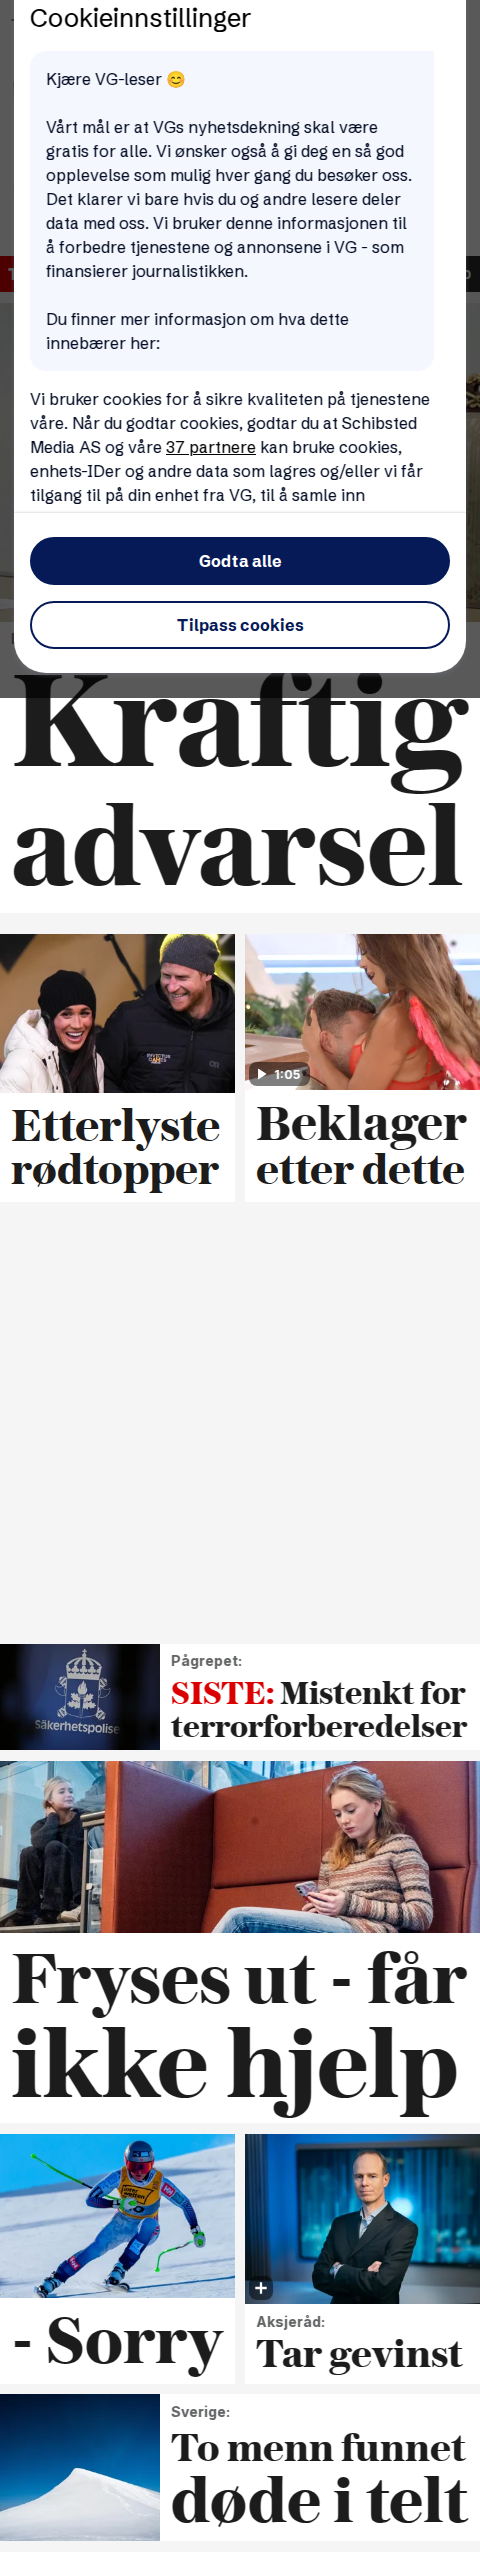 Cookieinnstillinger
Kjære VG-leser 😊
Vårt mål er at VGs nyhetsdekning skal være
gratis for alle. Vi ønsker også å gi deg en så god
opplevelse som mulig hver gang du besøker oss.
Det klarer vi bare hvis du og andre lesere deler
data med oss. Vi bruker denne informasjonen til
å forbedre tjenestene og annonsene i VG - som
finansierer journalistikken.
Du finner mer informasjon om hva dette
innebærer her:
Vi bruker cookies for å sikre kvaliteten på tjenestene
våre. Når du godtar cookies, godtar du at Schibsted
Media AS og våre 37 partnere kan bruke cookies,
enhets-IDer og andre data som lagres og/eller vi får
tilgang til på din enhet fra VG, til å samle inn
Godta alle
Tilpass cookies
Kraftig
advarsel
INVICTUS
GAMES
1:05
Etterlyste
rødtopper
Beklager
etter dette
Säkerhetspolise
Pågrepet:
SISTE: Mistenkt for
terrorforberedelser
Fryses ut - får
ikke hjelp
- Sorry
Aksjeråd:
Tar gevinst
Sverige:
To menn funnet
døde i telt